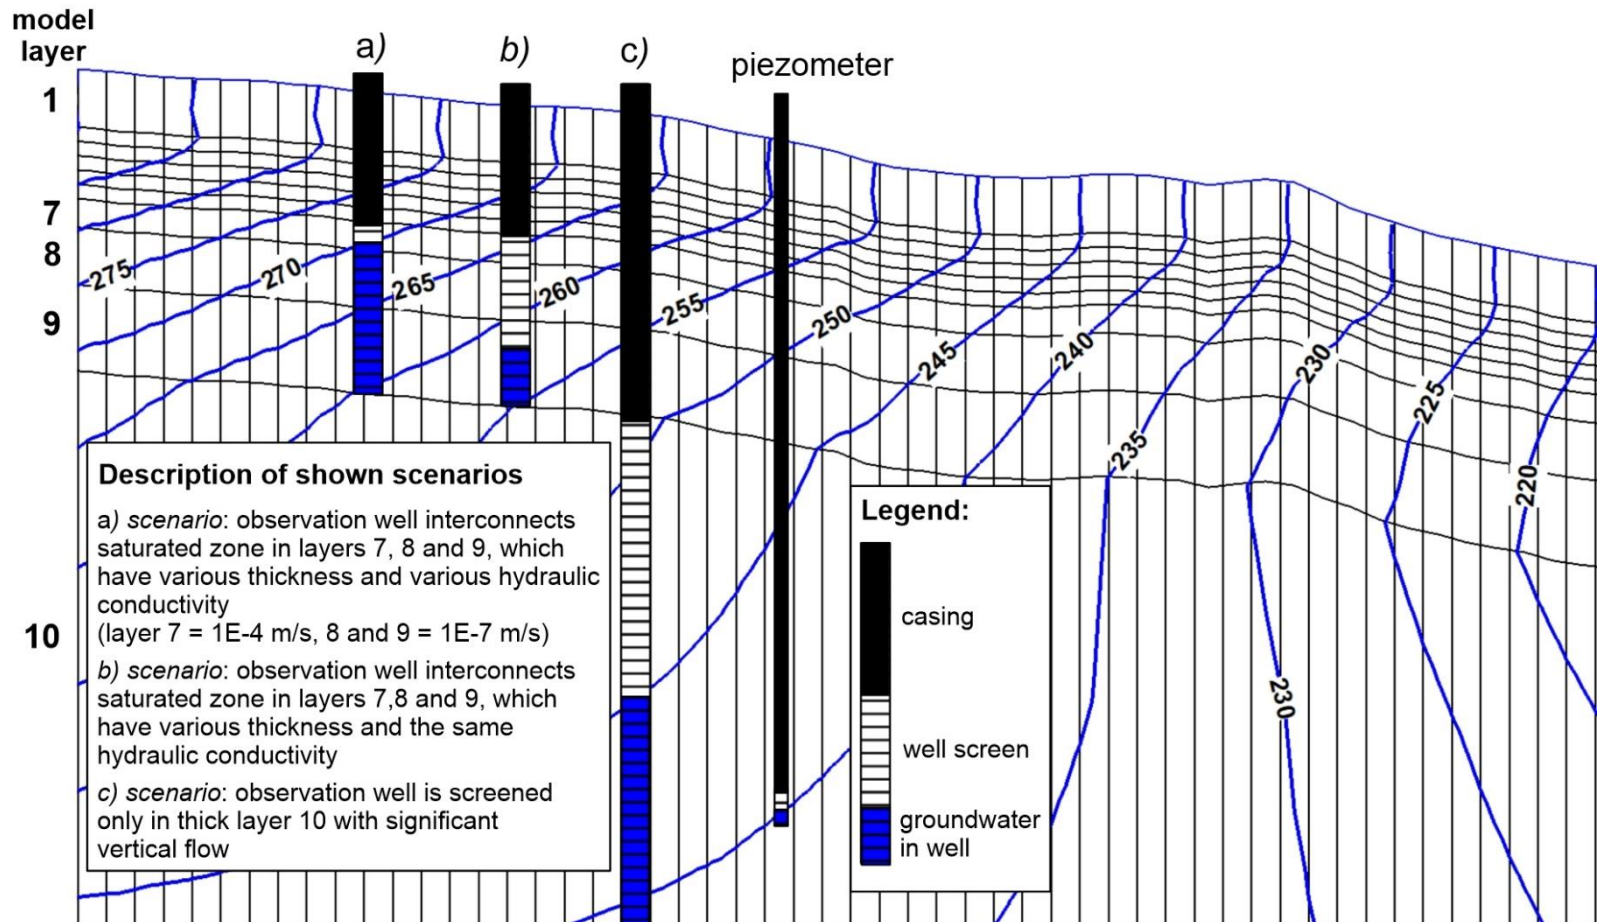 model
layer
a)
b)
c)
piezometer
1
7
8
9
10
275
270
265
260
255
250
245
240
235
230
225
220
230
Description of shown scenarios
a) scenario: observation well interconnects
saturated zone in layers 7, 8 and 9, which
have various thickness and various hydraulic
conductivity
(layer 7 = 1E-4 m/s, 8 and 9 = 1E-7 m/s)
b) scenario: observation well interconnects
saturated zone in layers 7,8 and 9, which
have various thickness and the same
hydraulic conductivity
c) scenario: observation well is screened
only in thick layer 10 with significant
vertical flow
Legend:
casing
well screen
groundwater
in well